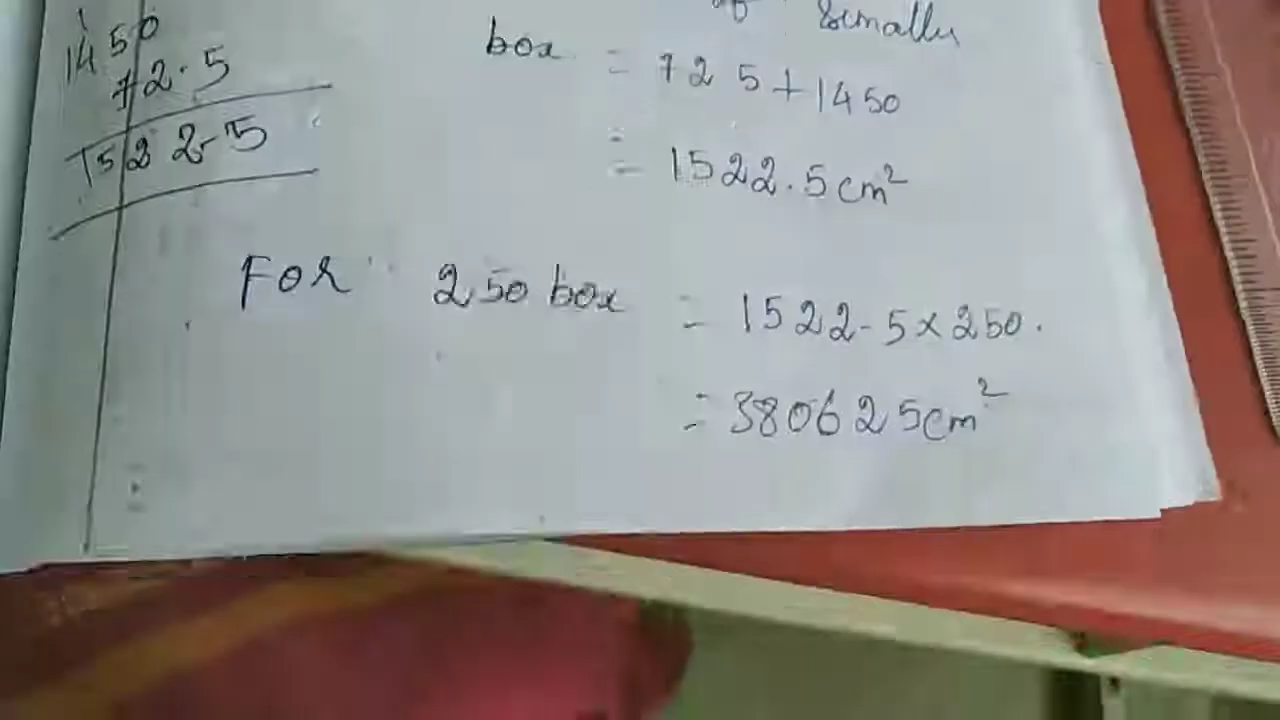 1
1450
72.5
1522.5
smaller
box = 72 5 + 1450
= 1522.5 cm²
For 250 box = 1522.5 × 250.
= 380625 cm²